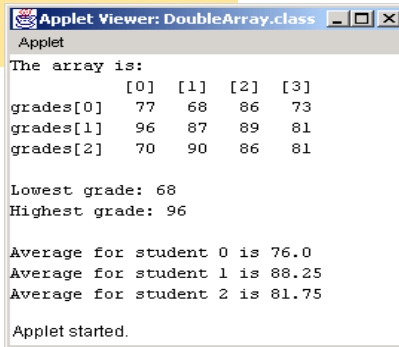 Applet Viewer: DoubleArray.class
Applet
The array is:
[0] [1] [2] [3]
grades[0] 77 68 86 73
grades[1] 96 87 89 81
grades[2] 70 90 86 81
Lowest grade: 68
Highest grade: 96
Average for student 0 is 76.0
Average for student 1 is 88.25
Average for student 2 is 81.75
Applet started.